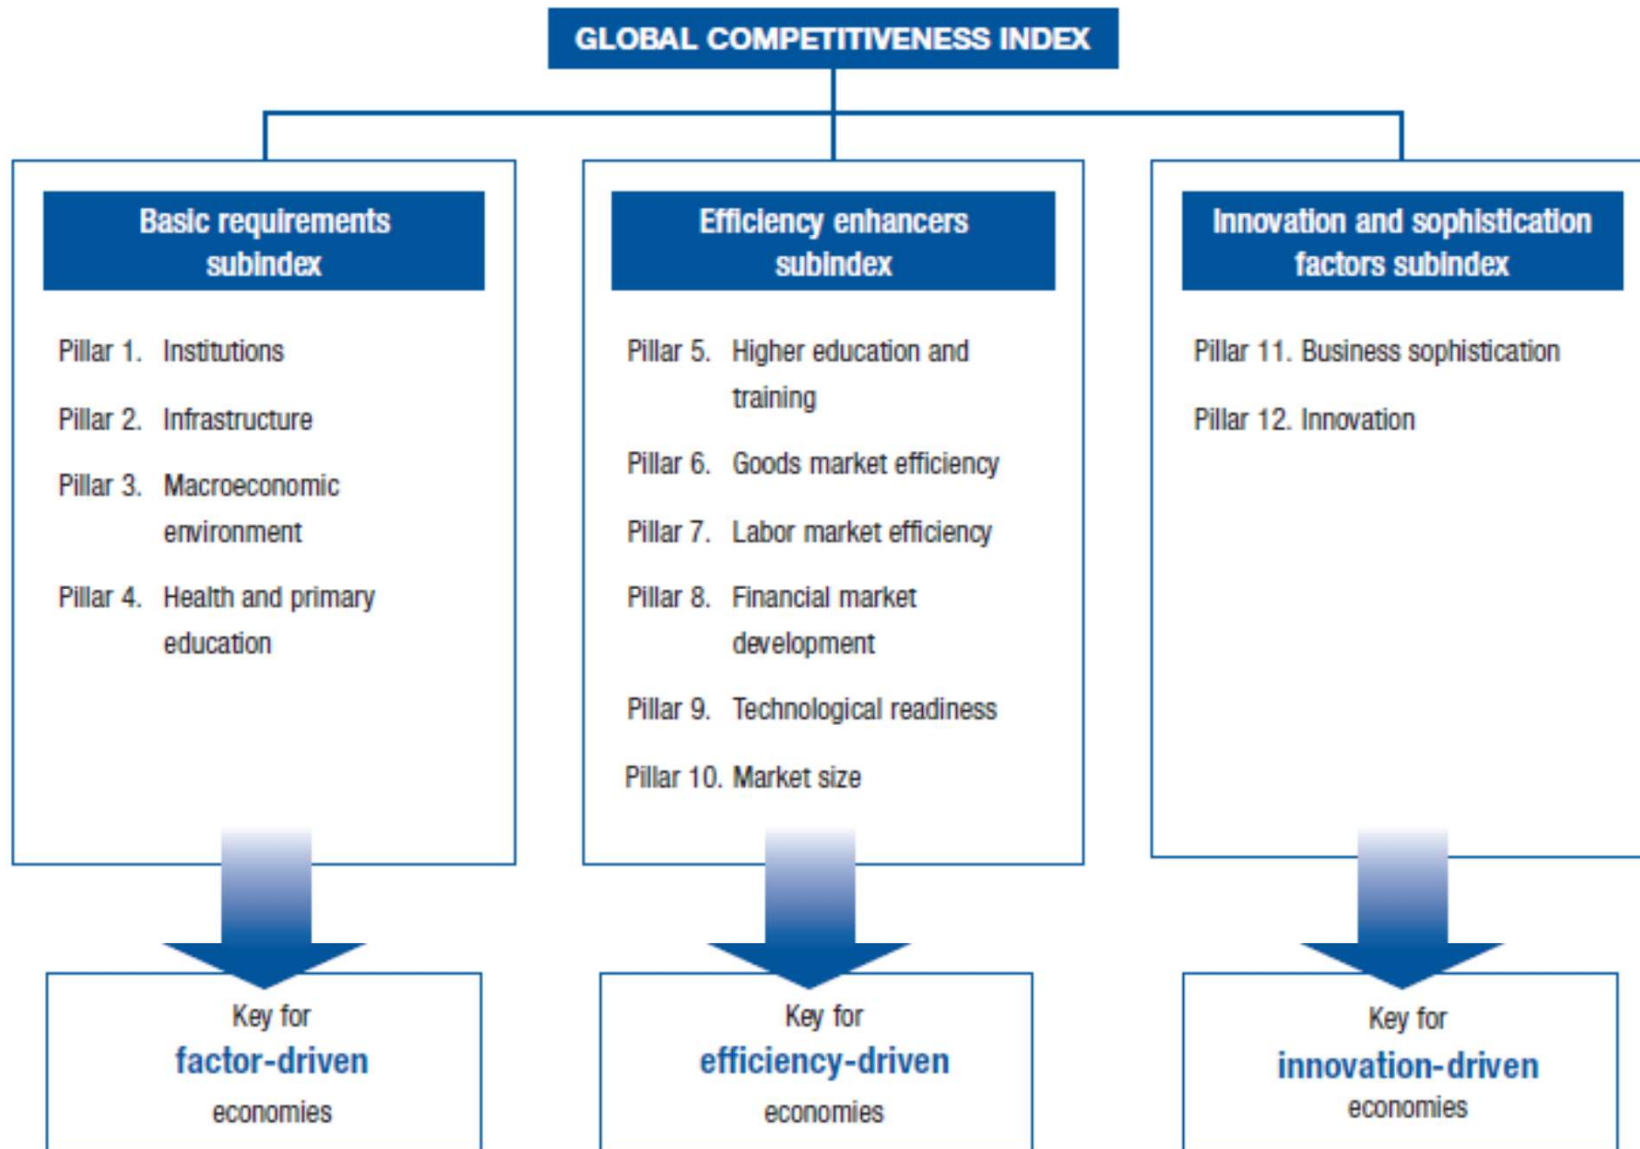 GLOBAL COMPETITIVENESS INDEX
Basic requirements
subindex
Pillar 1. Institutions
Pillar 2. Infrastructure
Pillar 3. Macroeconomic
environment
Pillar 4. Health and primary
education
Key for
factor-driven
economies
Efficiency enhancers
subindex
Pillar 5. Higher education and
training
Pillar 6. Goods market efficiency
Pillar 7. Labor market efficiency
Pillar 8. Financial market
development
Pillar 9. Technological readiness
Pillar 10. Market size
Key for
efficiency-driven
economies
Innovation and sophistication
factors subindex
Pillar 11. Business sophistication
Pillar 12. Innovation
Key for
innovation-driven
economies